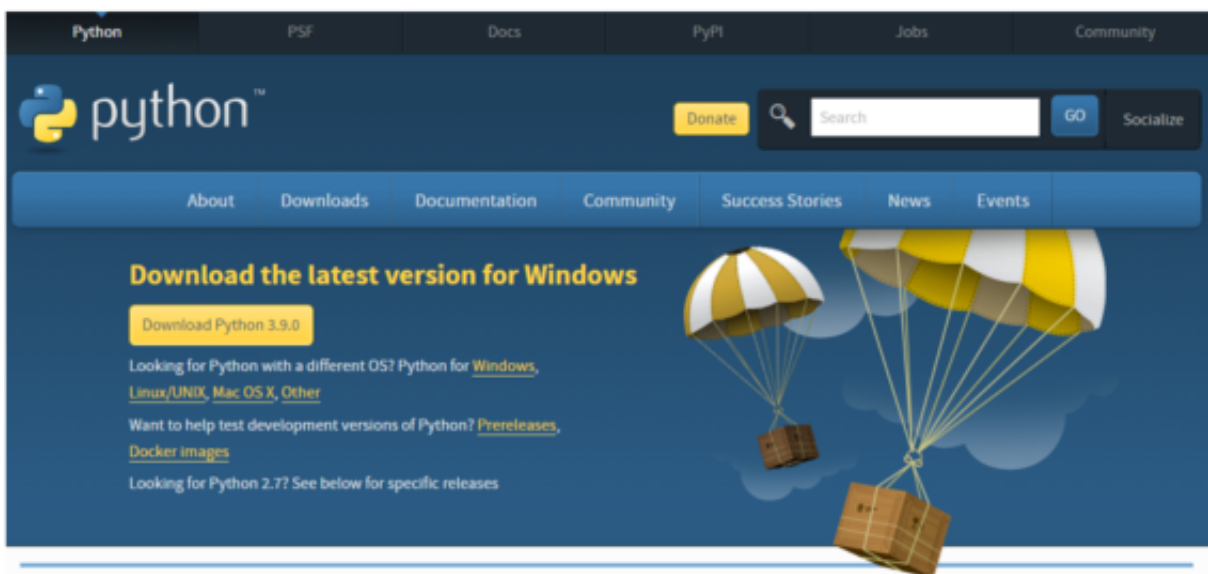 Python PSF Docs PyPI Jobs Community
python™
Donate Search GO Socialize
About Downloads Documentation Community Success Stories News Events
Download the latest version for Windows
Download Python 3.9.0
Looking for Python with a different OS? Python for Windows,
Linux/UNIX, Mac OS X, Other
Want to help test development versions of Python? Prereleases,
Docker images
Looking for Python 2.7? See below for specific releases